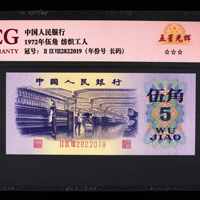 CG
中国人民银行
1972年伍角 纺织工人
冠号：II IX VIII2822019（年份号 长码）
五星光辉
☆☆☆
中国人民银行
伍角
5
WU
JIAO
2822019